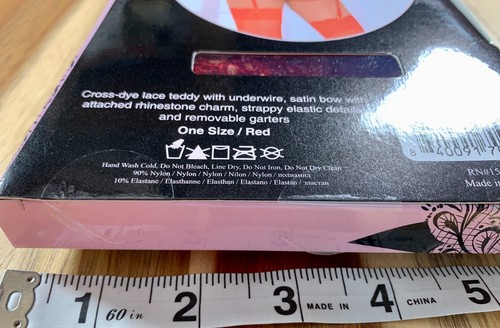 Cross-dye lace teddy with underwire, satin bow with
attached rhinestone charm, strappy elastic
and removable garters
One Size / Red
Hand Wash Cold, Do Not Bleach, Line Dry, Do Not Iron, Do Not Dry Clean
90% Nylon / Nylon / Nylon / Nilon / Nylon /
10% Elastane / Elasthanne / Elasthan / Elastano / Elastan / эластан
RN#15
Made
1 60 in 2 3 MADE IN 4 CHINA 5